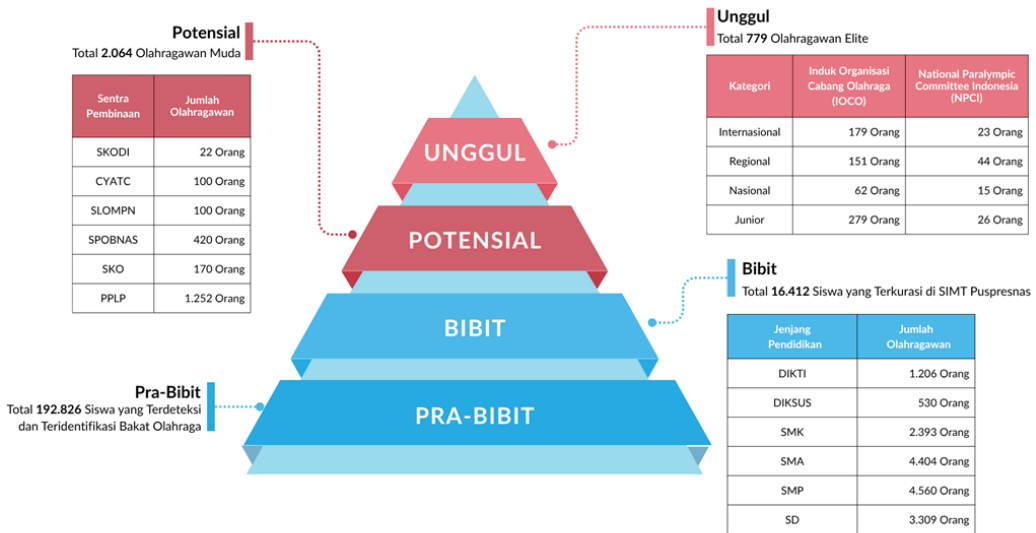 Potensial
Total 2.064 Olahragawan Muda
Sentra Pembinaan | Jumlah Olahragawan
SKODI | 22 Orang
CYATC | 100 Orang
SLOMPN | 100 Orang
SPOBNAS | 420 Orang
SKO | 170 Orang
PPLP | 1.252 Orang
Unggul
Total 779 Olahragawan Elite
Kategori | Induk Organisasi Cabang Olahraga (IOCO) | National Paralympic Committee Indonesia (NPCI)
Internasional | 179 Orang | 23 Orang
Regional | 151 Orang | 44 Orang
Nasional | 62 Orang | 15 Orang
Junior | 279 Orang | 26 Orang
UNGGUL
POTENSIAL
BIBIT
PRA-BIBIT
Bibit
Total 16.412 Siswa yang Terkurasi di SIMT Puspresnas
Jenjang Pendidikan | Jumlah Olahragawan
DIKTI | 1.206 Orang
DIKSUS | 530 Orang
SMK | 2.393 Orang
SMA | 4.404 Orang
SMP | 4.560 Orang
SD | 3.309 Orang
Pra-Bibit
Total 192.826 Siswa yang Terdeteksi
dan Teridentifikasi Bakat Olahraga